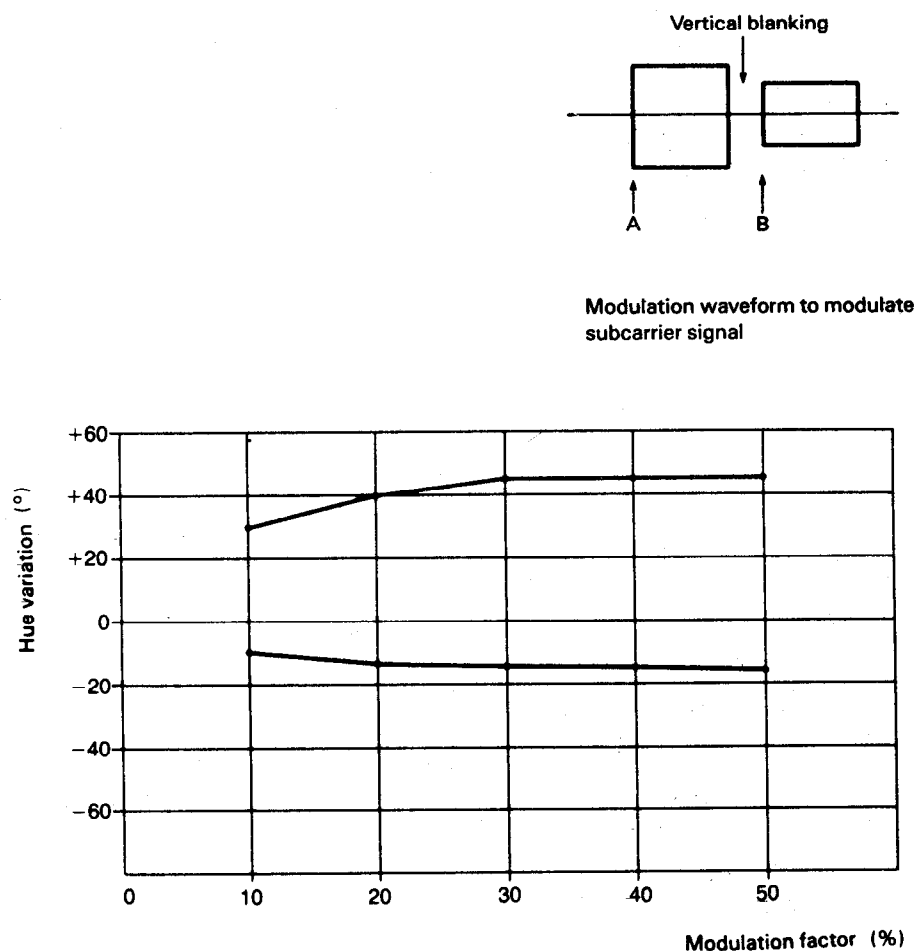 Vertical blanking
A B
Modulation waveform to modulate
subcarrier signal
Hue variation (°)
+60
+40
+20
0
−20
−40
−60
0 10 20 30 40 50
Modulation factor (%)